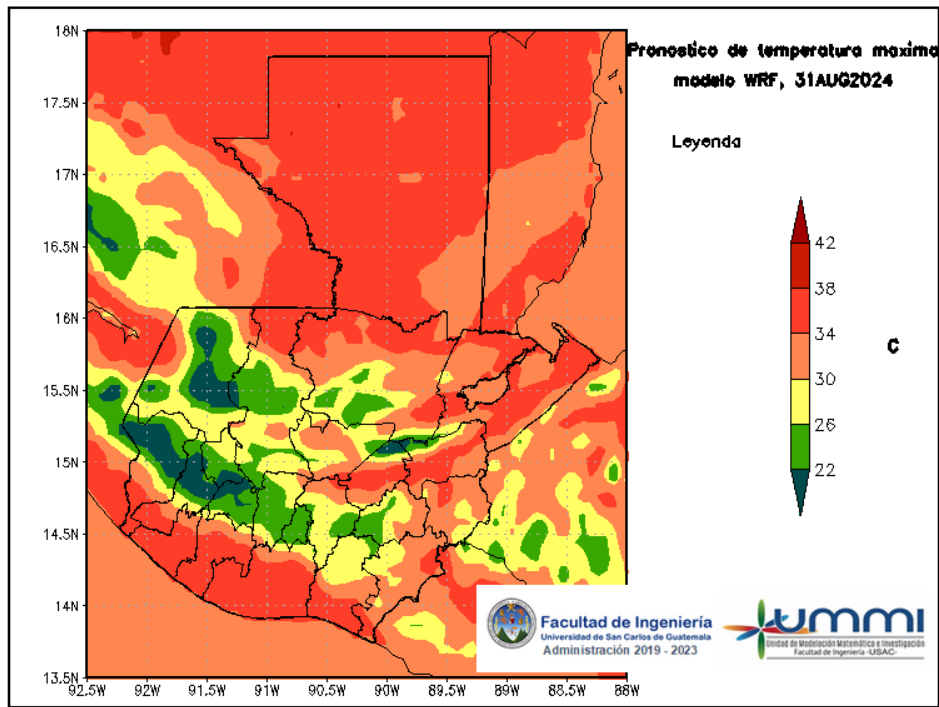 Pronostico de temperatura maxima
modelo WRF, 31AUG2024
Leyenda
18N
17.5N
17N
16.5N
16N
15.5N
15N
14.5N
14N
13.5N
92.5W
92W
91.5W
91W
90.5W
90W
89.5W
89W
88.5W
88W
42
38
34
30
26
22
C
Facultad de Ingeniería
Universidad de San Carlos de Guatemala
Administración 2019 - 2023
UMMI
Unidad de Modelación Matemática e Investigación
Facultad de Ingeniería -USAC-